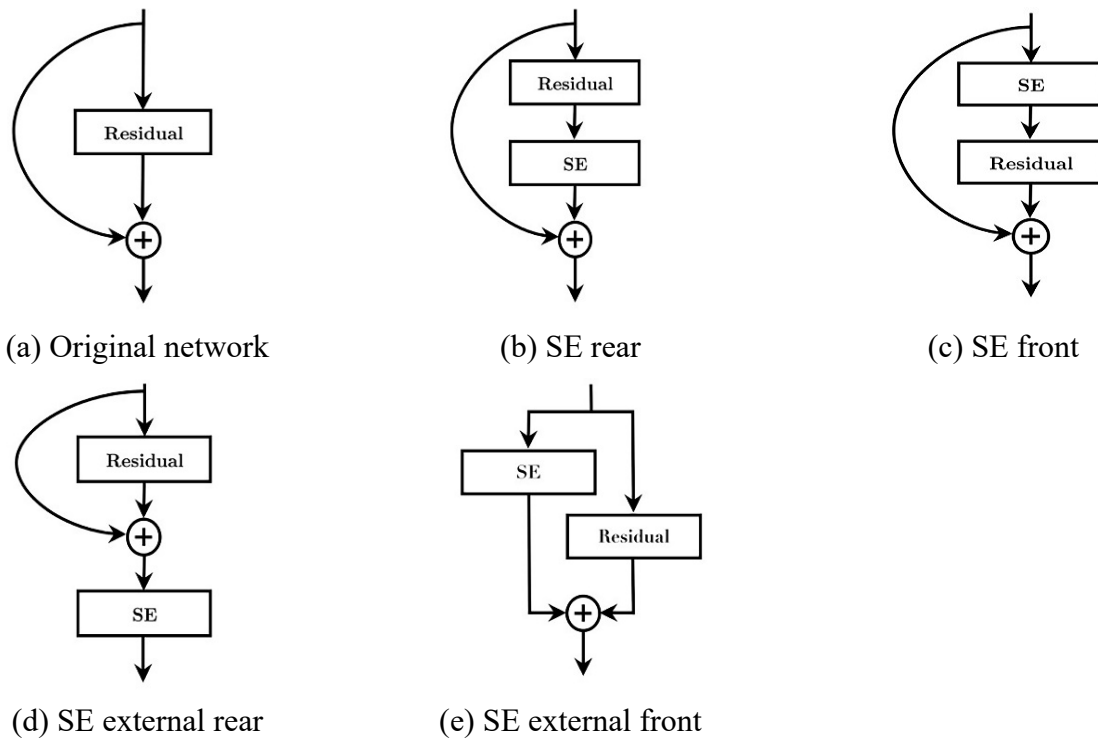 Residual
+
(a) Original network
Residual
SE
+
(b) SE rear
SE
Residual
+
(c) SE front
Residual
+
SE
(d) SE external rear
SE
Residual
+
(e) SE external front